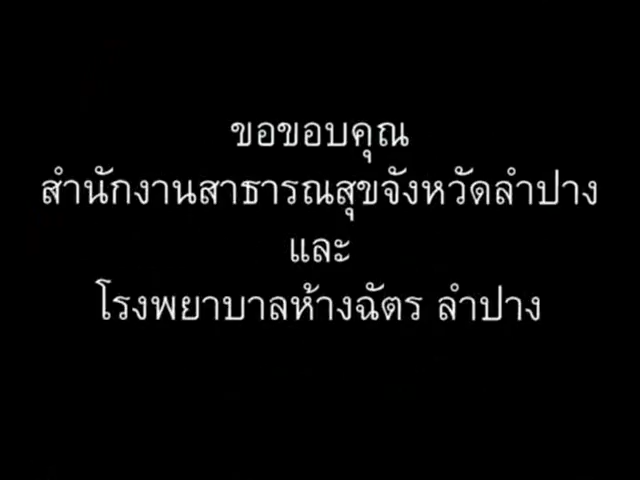 ขอขอบคุณ
สำนักงานสาธารณสุขจังหวัดลำปาง
และ
โรงพยาบาลห้างฉัตร ลำปาง